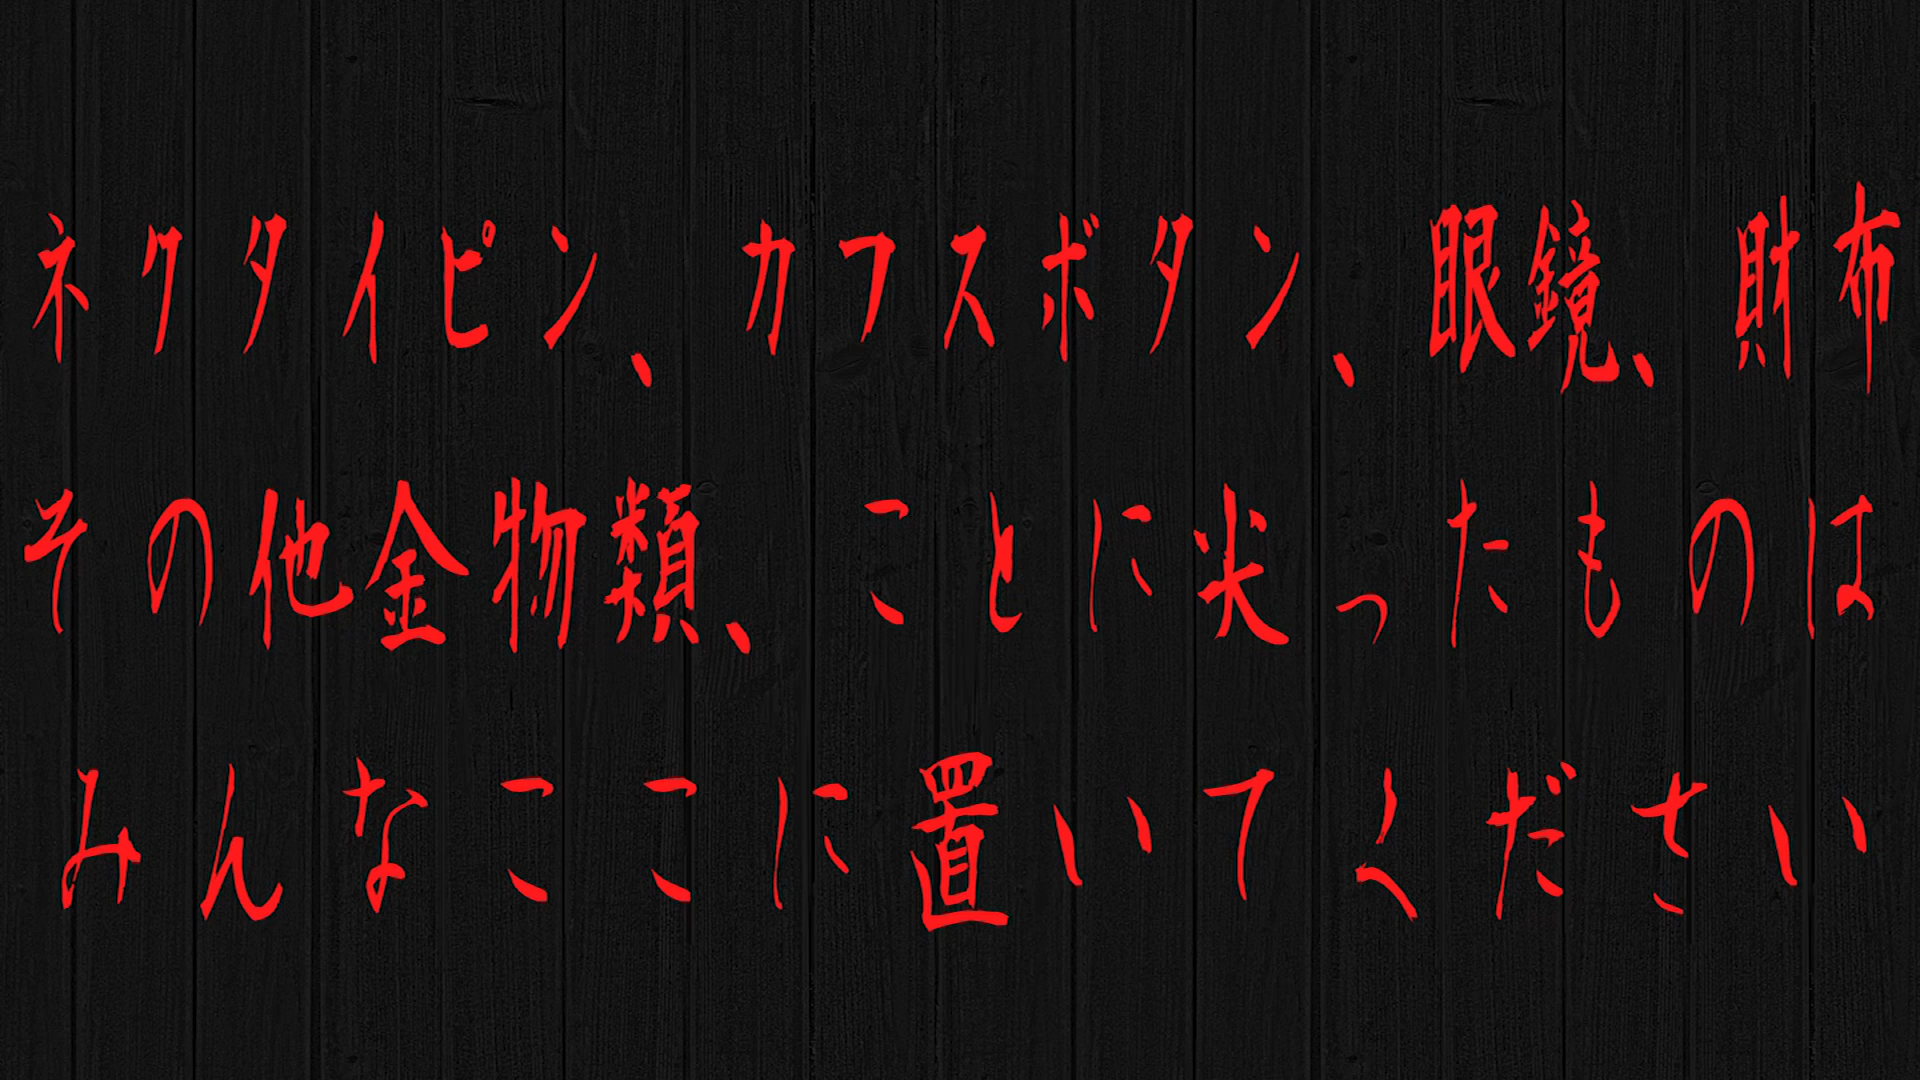 ネクタイピン、カフスボタン、眼鏡、財布
その他金物類、ことに尖ったものは
みんなここに置いてください